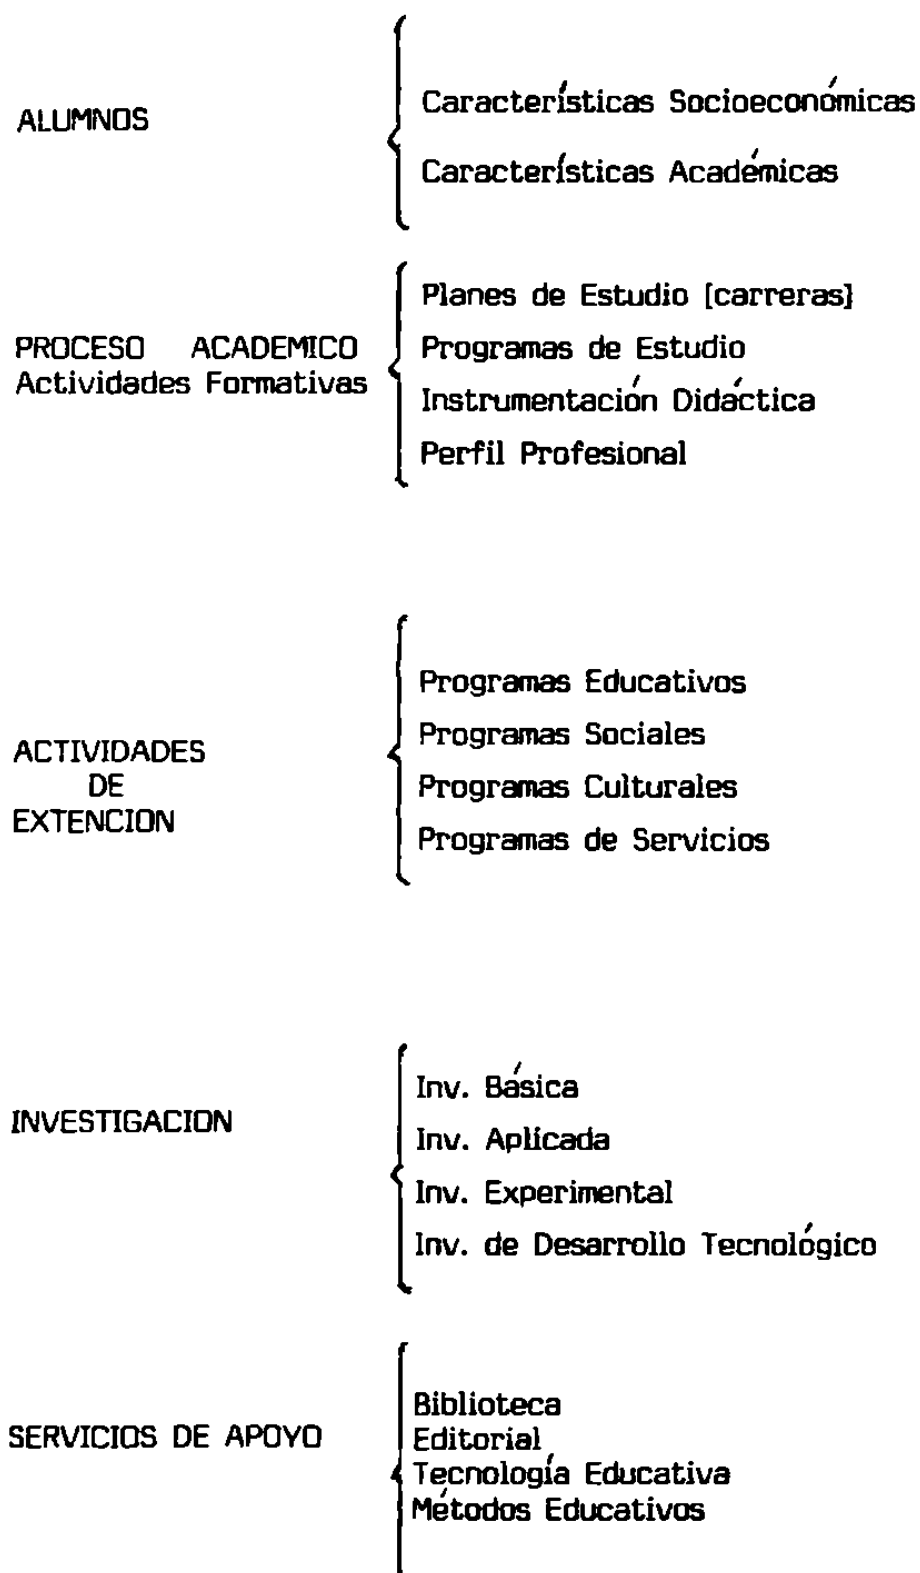 ALUMNOS
Características Socioeconómicas
Características Académicas
PROCESO ACADEMICO
Actividades Formativas
Planes de Estudio [carreras]
Programas de Estudio
Instrumentación Didáctica
Perfil Profesional
ACTIVIDADES
DE
EXTENCION
Programas Educativos
Programas Sociales
Programas Culturales
Programas de Servicios
INVESTIGACION
Inv. Básica
Inv. Aplicada
Inv. Experimental
Inv. de Desarrollo Tecnológico
SERVICIOS DE APOYO
Biblioteca
Editorial
Tecnología Educativa
Métodos Educativos